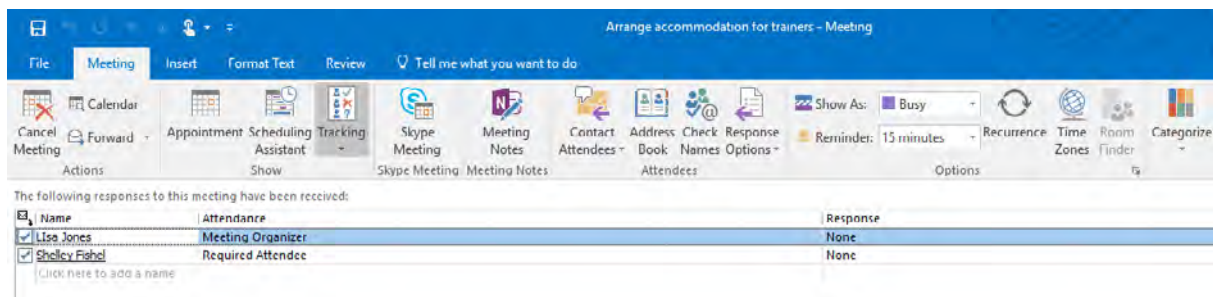 Arrange accommodation for trainers – Meeting
File Meeting Insert Format Text Review Tell me what you want to do
Cancel Meeting
Calendar
Forward
Actions
Appointment
Scheduling Assistant
Tracking
Show
Skype Meeting
Skype Meeting
Meeting Notes
Meeting Notes
Contact Attendees
Address Book
Check Names
Response Options
Attendees
Show As: Busy
Reminder: 15 minutes
Recurrence
Time Zones
Room Finder
Options
Categorize
The following responses to this meeting have been received:
Name Attendance Response
LIsa Jones Meeting Organizer None
Shelley Fishel Required Attendee None
Click here to add a name